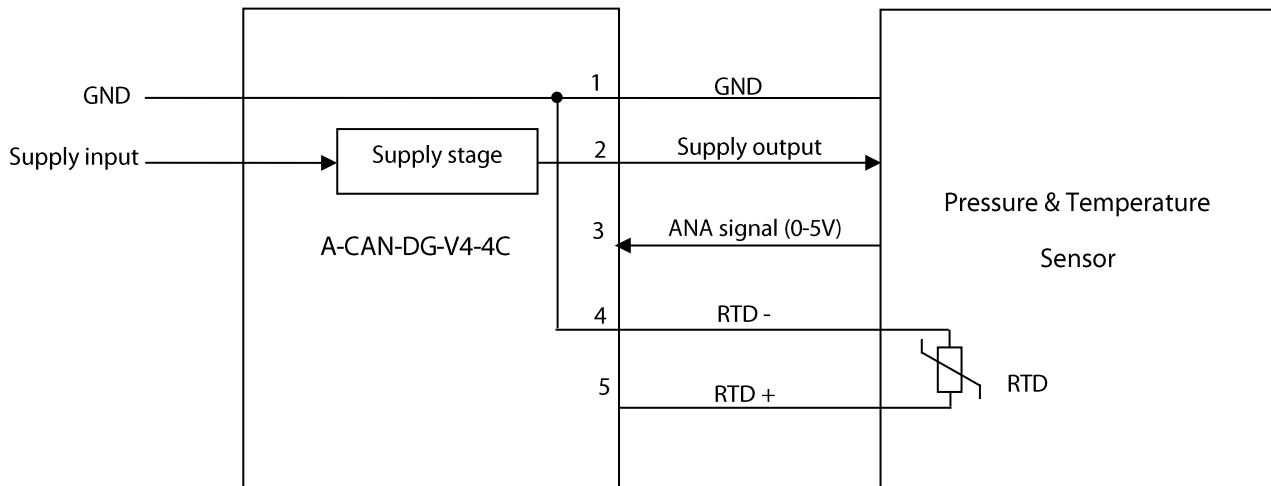 GND
1
GND
Supply input
Supply stage
2
Supply output
A-CAN-DG-V4-4C
3
ANA signal (0-5V)
Pressure & Temperature
Sensor
4
RTD -
5
RTD +
RTD